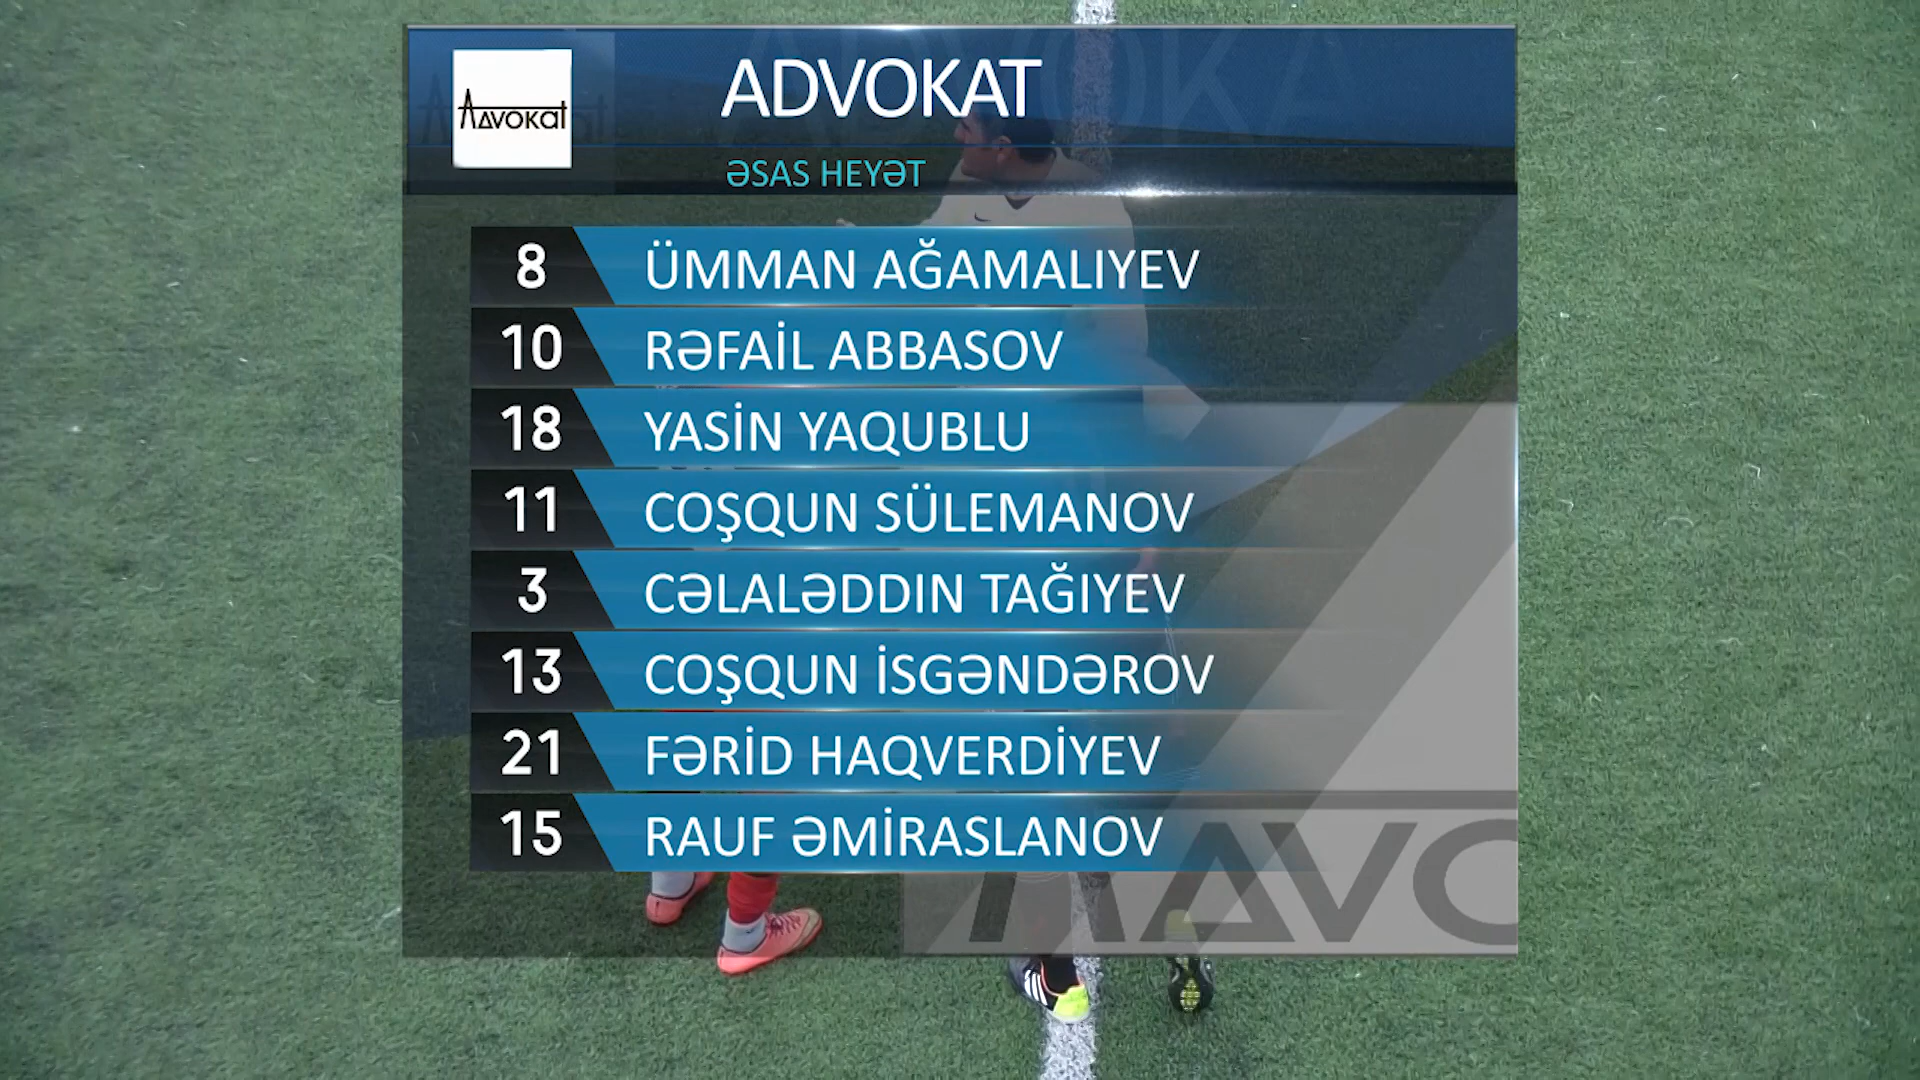 Advokat
ADVOKAT
ƏSAS HEYƏT
8 ÜMMAN AĞAMALIYEV
10 RƏFAİL ABBASOV
18 YASİN YAQUBLU
11 COŞQUN SÜLEMANOV
3 CƏLALƏDDIN TAĞIYEV
13 COŞQUN İSGƏNDƏROV
21 FƏRİD HAQVERDİYEV
15 RAUF ƏMİRASLANOV